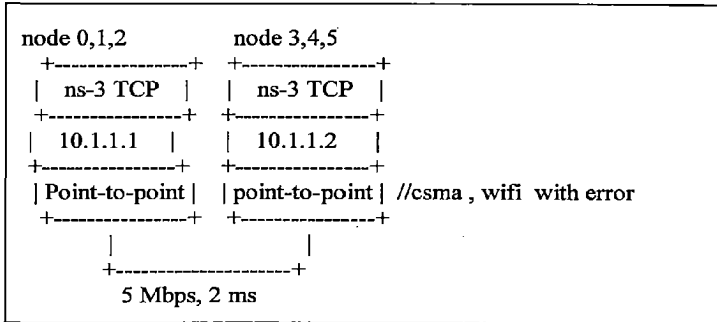 node 0,1,2 node 3,4,5
+----------------+ +----------------+
| ns-3 TCP | | ns-3 TCP |
+----------------+ +----------------+
| 10.1.1.1 | | 10.1.1.2 |
+----------------+ +----------------+
| Point-to-point | | point-to-point | //csma , wifi with error
+----------------+ +----------------+
| |
+---------------------+
5 Mbps, 2 ms